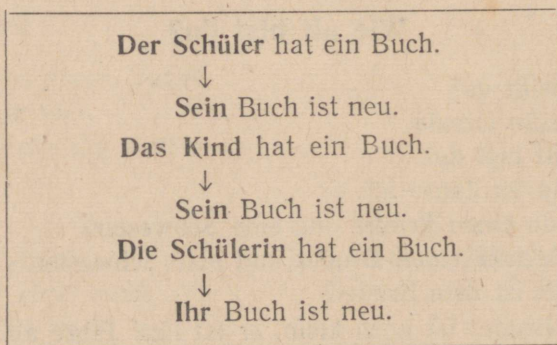 Der Schüler hat ein Buch.
↓
Sein Buch ist neu.
Das Kind hat ein Buch.
↓
Sein Buch ist neu.
Die Schülerin hat ein Buch.
↓
Ihr Buch ist neu.